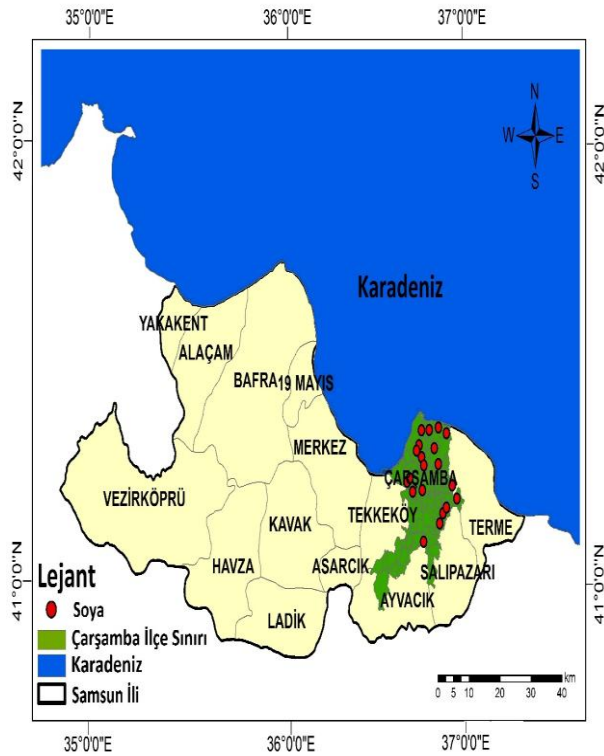 35°0'0"E 36°0'0"E 37°0'0"E
42°0'0"N 42°0'0"N
N
W E
S
Karadeniz
YAKAKENT
ALAÇAM
BAFRA 19 MAYIS
MERKEZ
ÇARŞAMBA
VEZİRKÖPRÜ
TEKKEKÖY
KAVAK
TERME
HAVZA
ASARCIK
SALIPAZARI
AYVACIK
LADİK
41°0'0"N 41°0'0"N
Lejant
Soya
Çarşamba İlçe Sınırı
Karadeniz
Samsun İli
km
0 5 10 20 30 40
35°0'0"E 36°0'0"E 37°0'0"E